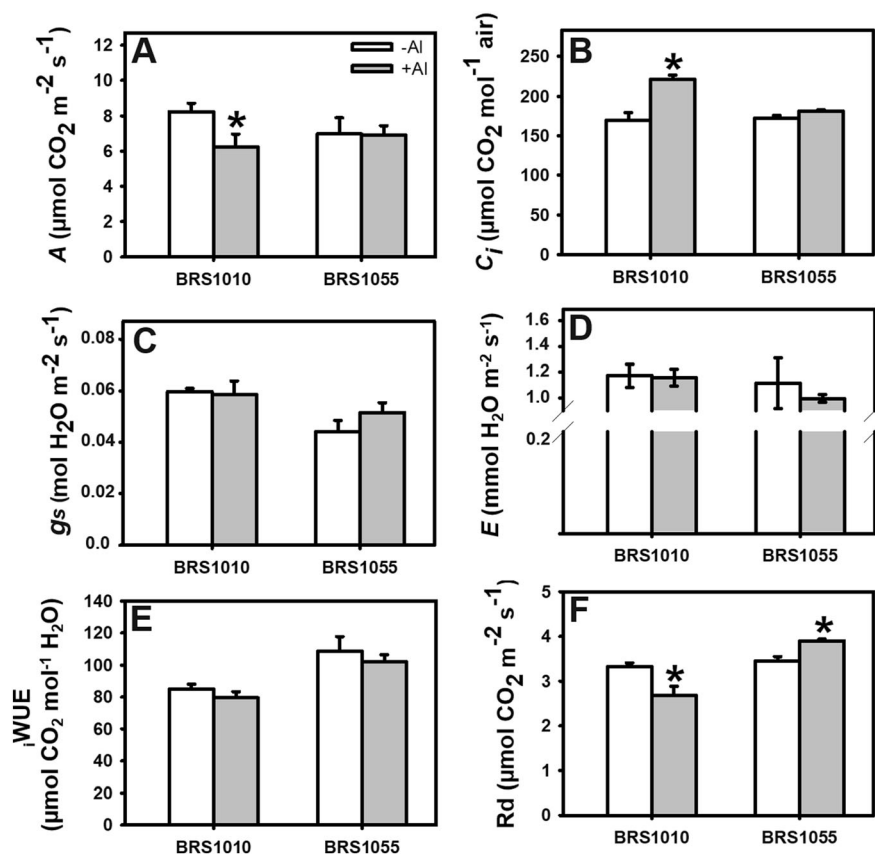 A
-Al
+Al
A (µmol CO2 m-2 s-1)
12
10
8
6
4
2
0
*
BRS1010 BRS1055
B
Ci (µmol CO2 mol-1 air)
250
200
150
100
50
0
*
BRS1010 BRS1055
C
gs (mol H2O m-2 s-1)
0.08
0.06
0.04
0.02
0.0
BRS1010 BRS1055
D
E (mmol H2O m-2 s-1)
1.6
1.4
1.2
1.0
0.2
BRS1010 BRS1055
E
iWUE
(µmol CO2 mol-1 H2O)
140
120
100
80
60
40
20
0
BRS1010 BRS1055
F
Rd (µmol CO2 m-2 s-1)
5
4
3
2
1
0
*
*
BRS1010 BRS1055